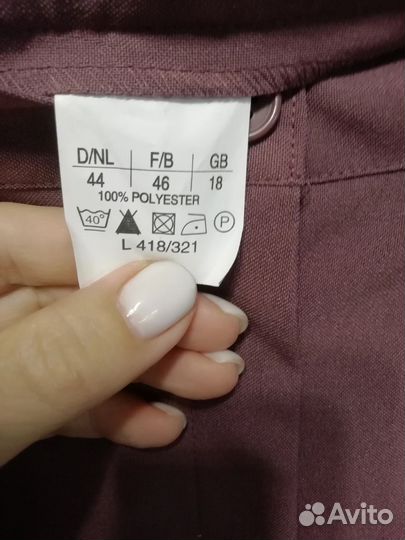 D/NL F/B GB
44 46 18
100% POLYESTER
40° P
L 418/321
Avito